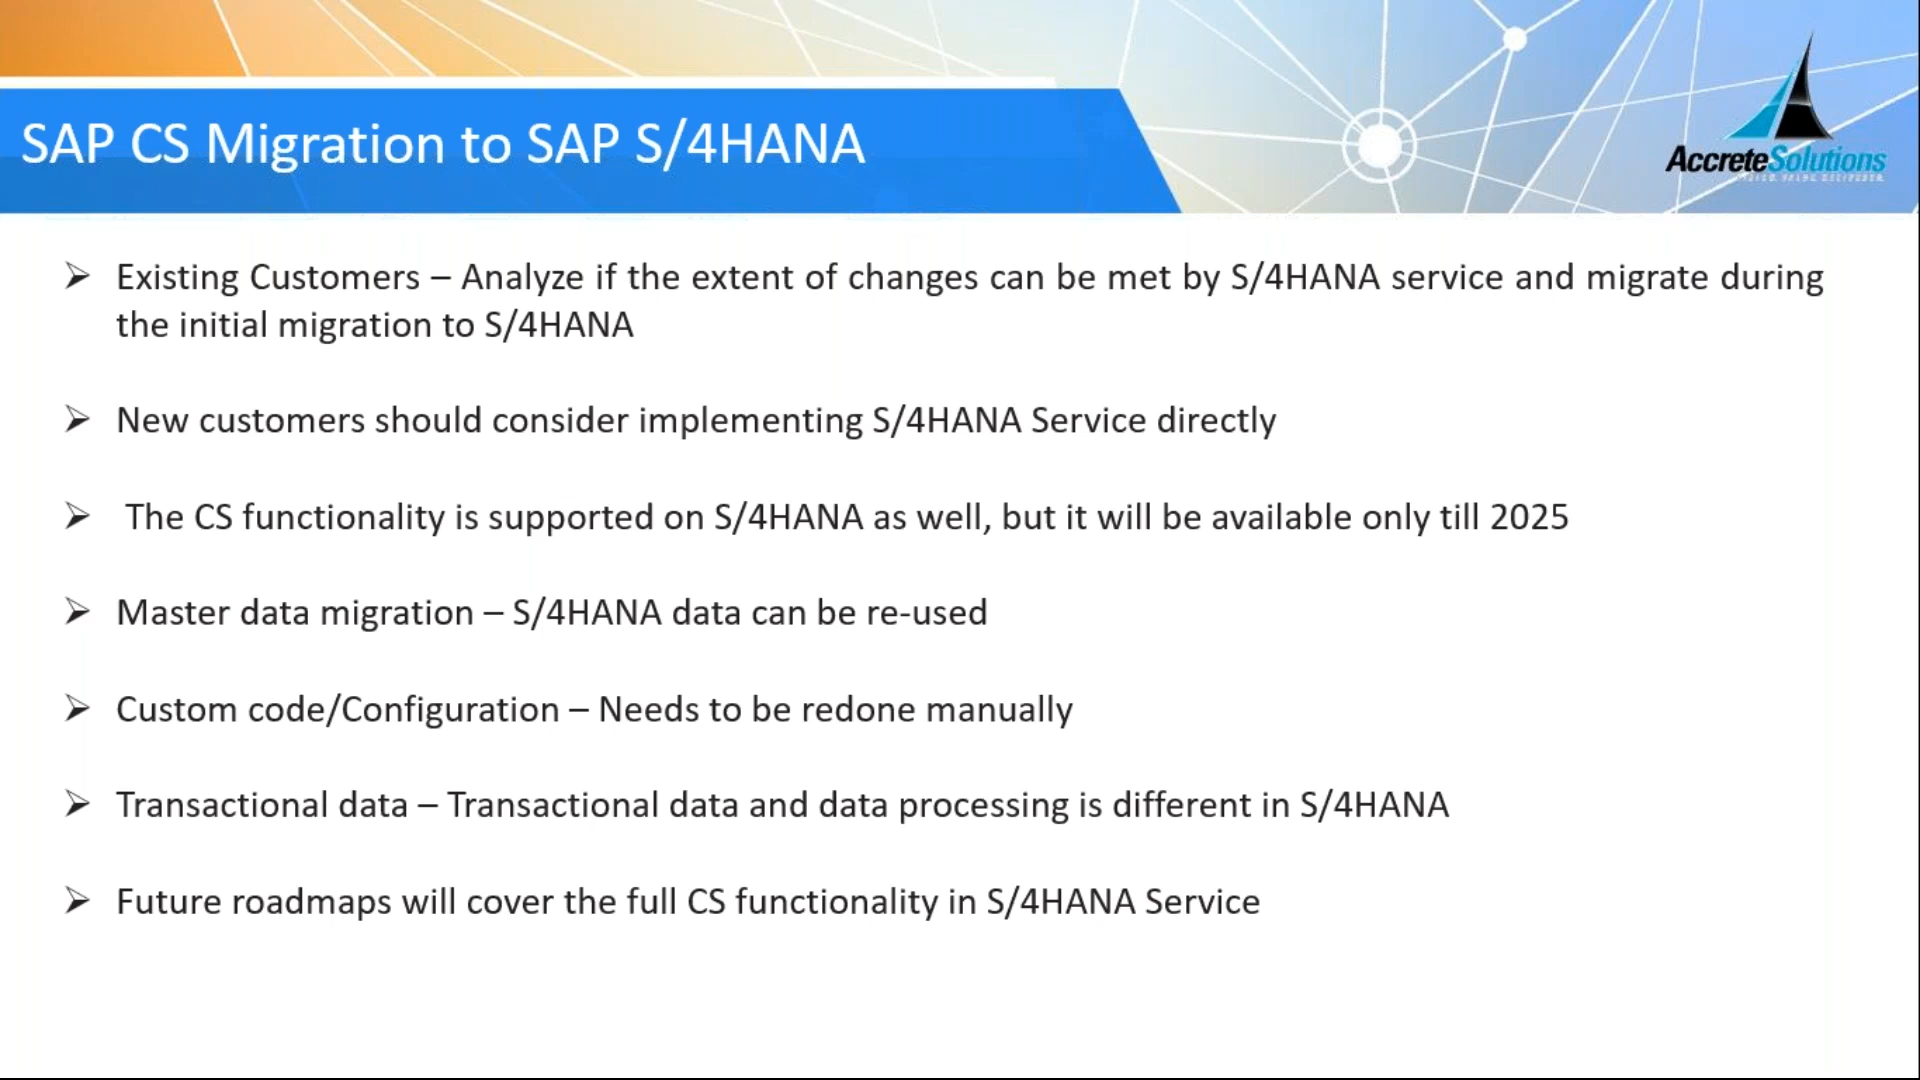 SAP CS Migration to SAP S/4HANA
AccreteSolutions
➢ Existing Customers – Analyze if the extent of changes can be met by S/4HANA service and migrate during
the initial migration to S/4HANA
➢ New customers should consider implementing S/4HANA Service directly
➢ The CS functionality is supported on S/4HANA as well, but it will be available only till 2025
➢ Master data migration – S/4HANA data can be re-used
➢ Custom code/Configuration – Needs to be redone manually
➢ Transactional data – Transactional data and data processing is different in S/4HANA
➢ Future roadmaps will cover the full CS functionality in S/4HANA Service